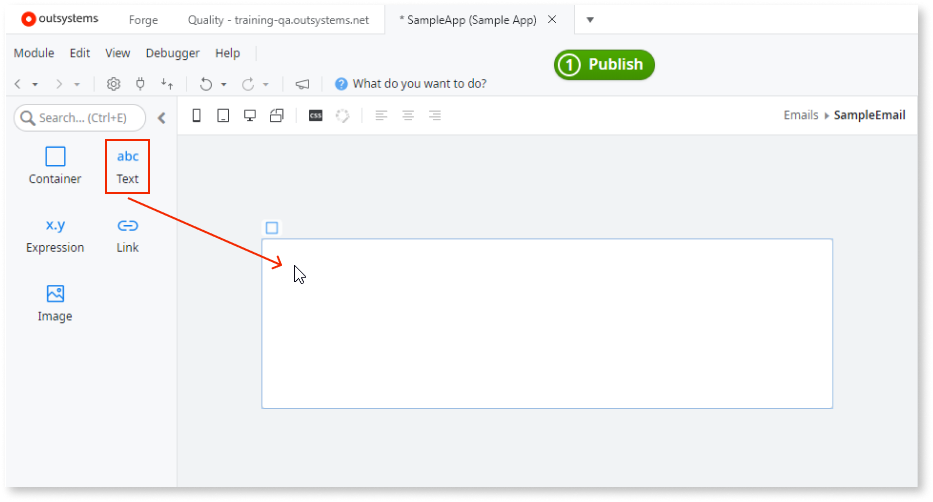 outsystems Forge Quality - training-qa.outsystems.net * SampleApp (Sample App)
Module Edit View Debugger Help
1 Publish
What do you want to do?
Search... (Ctrl+E)
CSS
Emails SampleEmail
abc
Container Text
x.y
Expression Link
Image